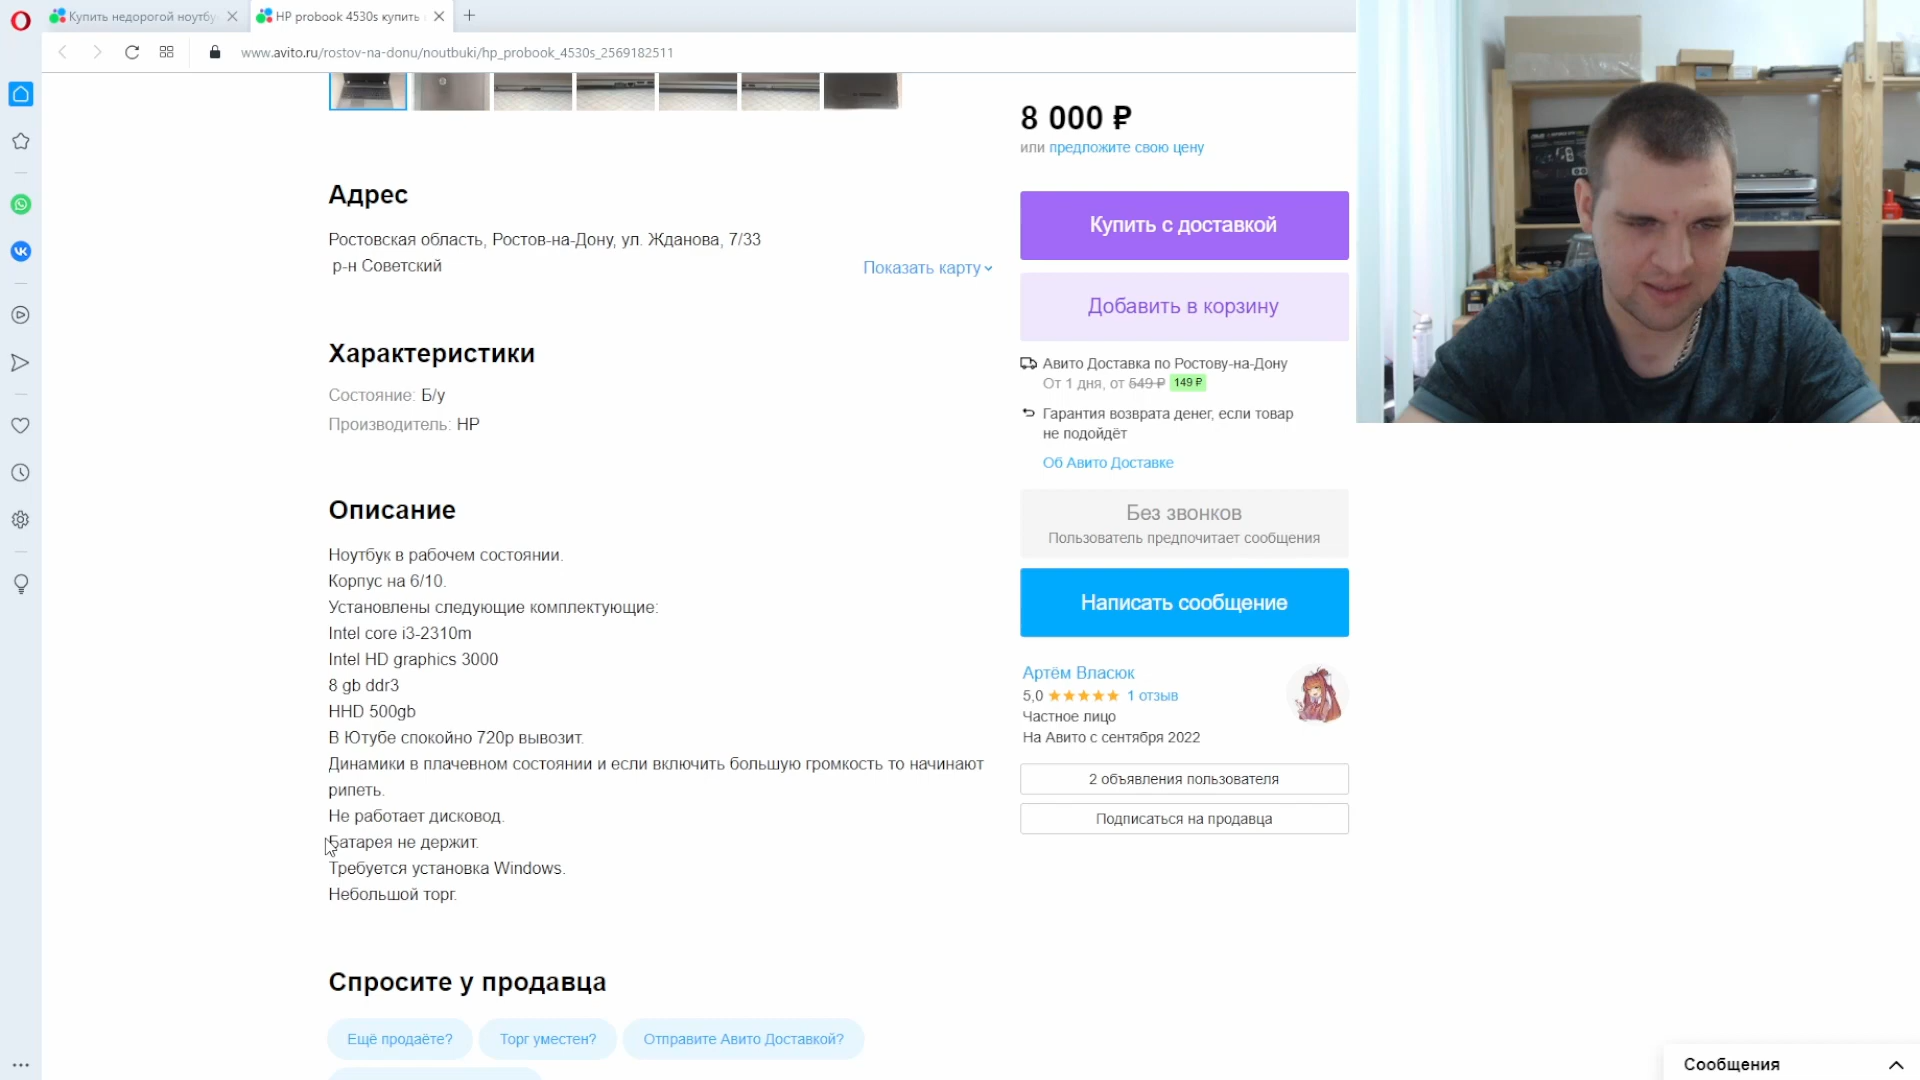 Купить недорогой ноутбу
HP probook 4530s купить
www.avito.ru/rostov-na-donu/noutbuki/hp_probook_4530s_2569182511
8 000 ₽
или предложите свою цену
Адрес
Ростовская область, Ростов-на-Дону, ул. Жданова, 7/33
р-н Советский
Показать карту
Купить с доставкой
Добавить в корзину
Характеристики
Состояние: Б/у
Производитель: HP
Авито Доставка по Ростову-на-Дону
От 1 дня, от 549 ₽ 149 ₽
Гарантия возврата денег, если товар
не подойдёт
Об Авито Доставке
Без звонков
Пользователь предпочитает сообщения
Написать сообщение
Описание
Ноутбук в рабочем состоянии.
Корпус на 6/10.
Установлены следующие комплектующие:
Intel core i3-2310m
Intel HD graphics 3000
8 gb ddr3
HHD 500gb
В Ютубе спокойно 720p вывозит.
Динамики в плачевном состоянии и если включить большую громкость то начинают
рипеть.
Не работает дисковод.
Батарея не держит.
Требуется установка Windows.
Небольшой торг.
Артём Власюк
5,0 ★★★★★ 1 отзыв
Частное лицо
На Авито с сентября 2022
2 объявления пользователя
Подписаться на продавца
Спросите у продавца
Ещё продаёте?
Торг уместен?
Отправите Авито Доставкой?
Сообщения